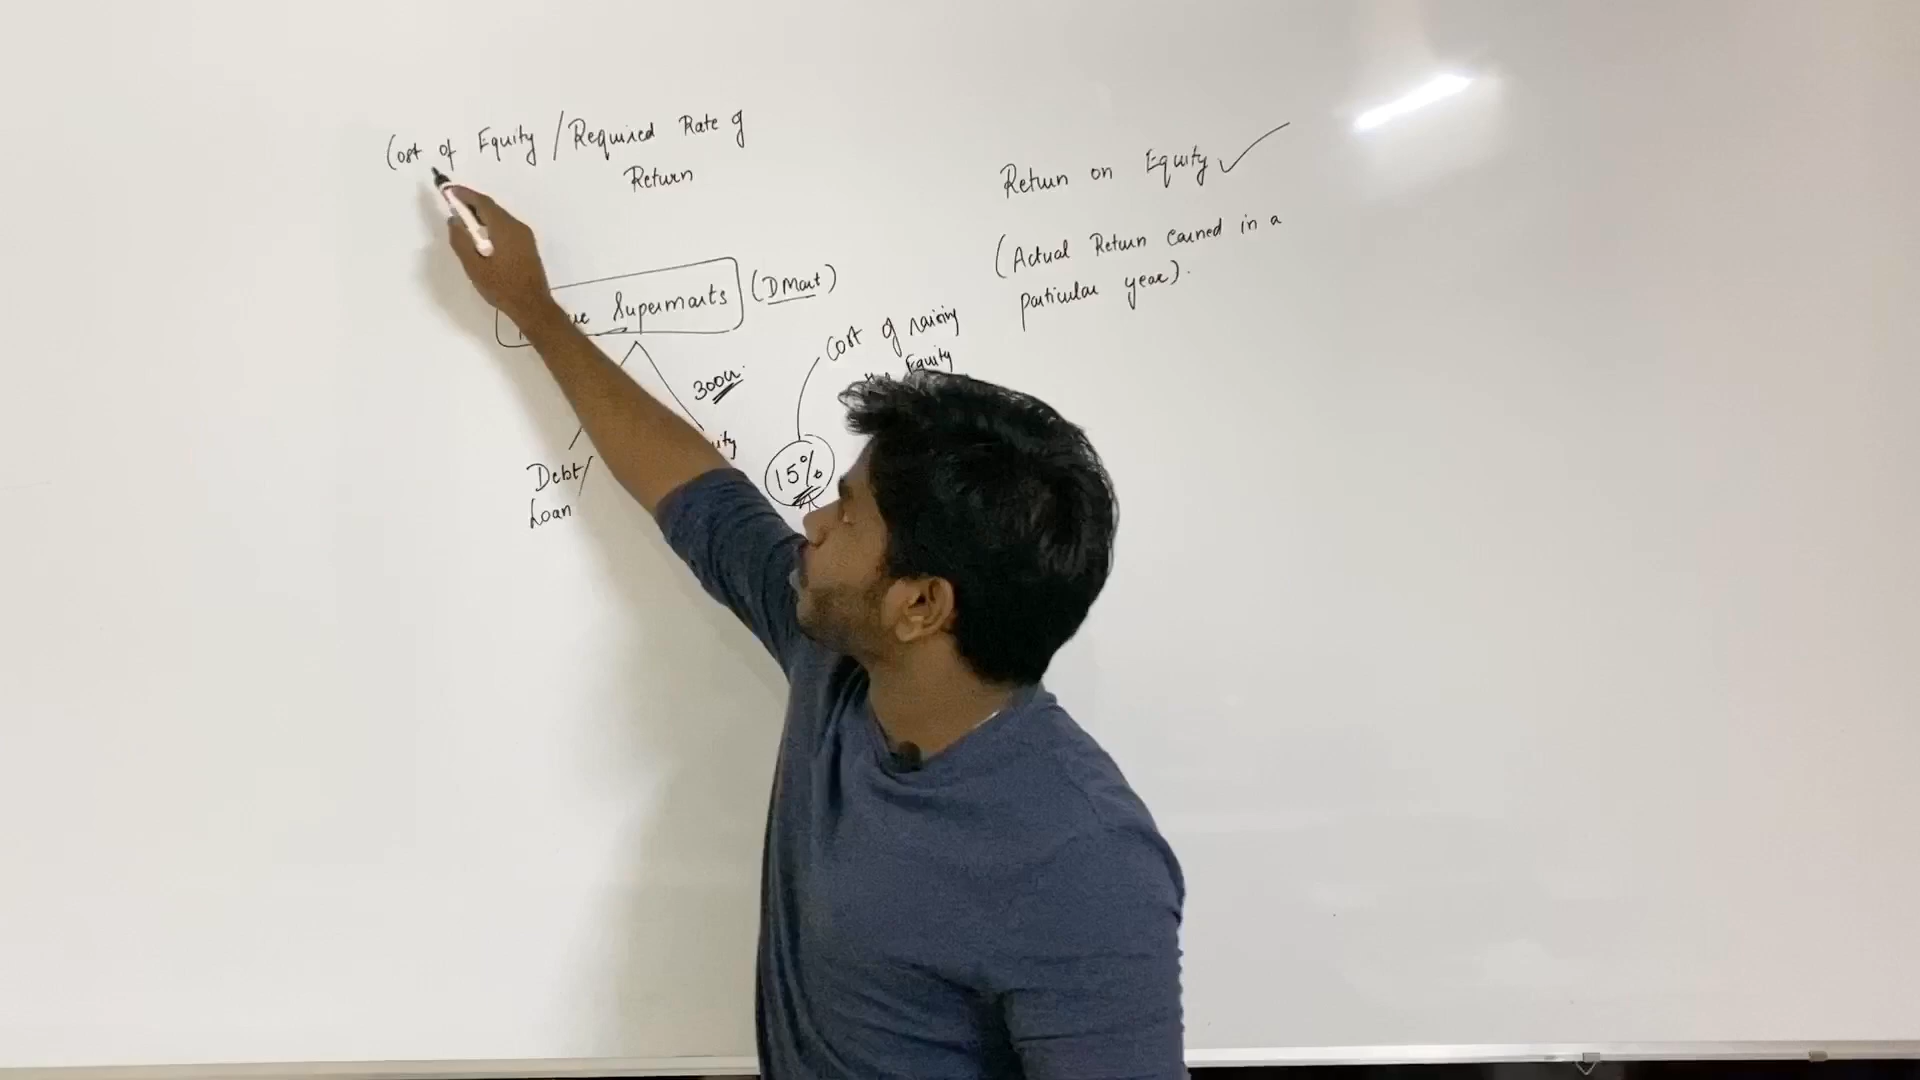 Cost of Equity / Required Rate of
Return
Return on Equity
(Actual Return earned in a
particular year).
Supermarts (DMart)
Cost of raising
Equity
300cr.
15%
Debt/
Loan